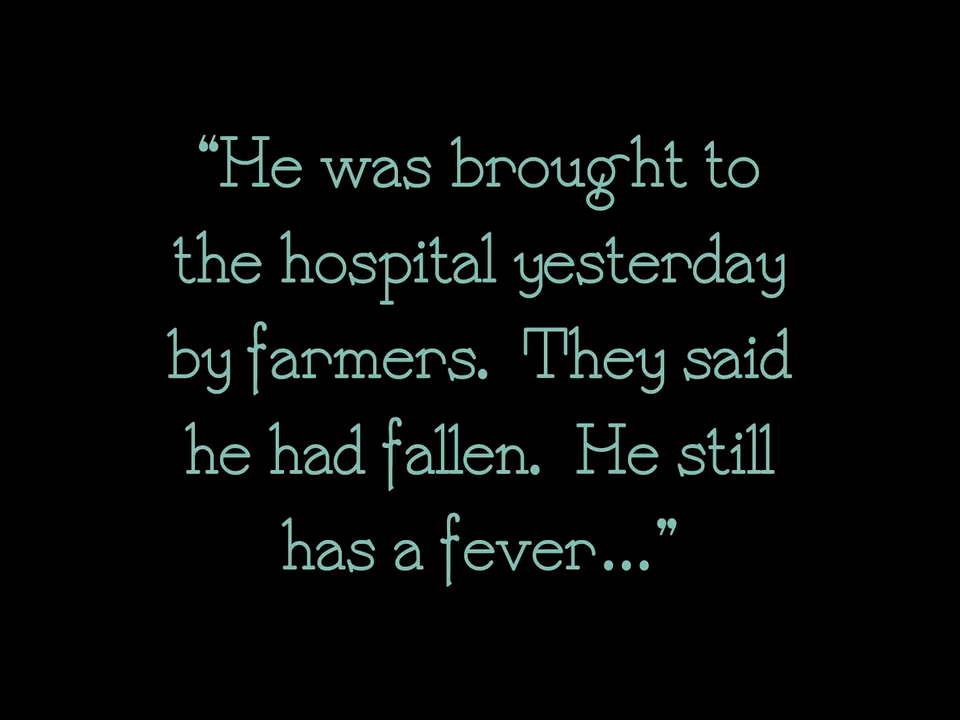 “He was brought to
the hospital yesterday
by farmers.  They said
he had fallen.  He still
has a fever...”